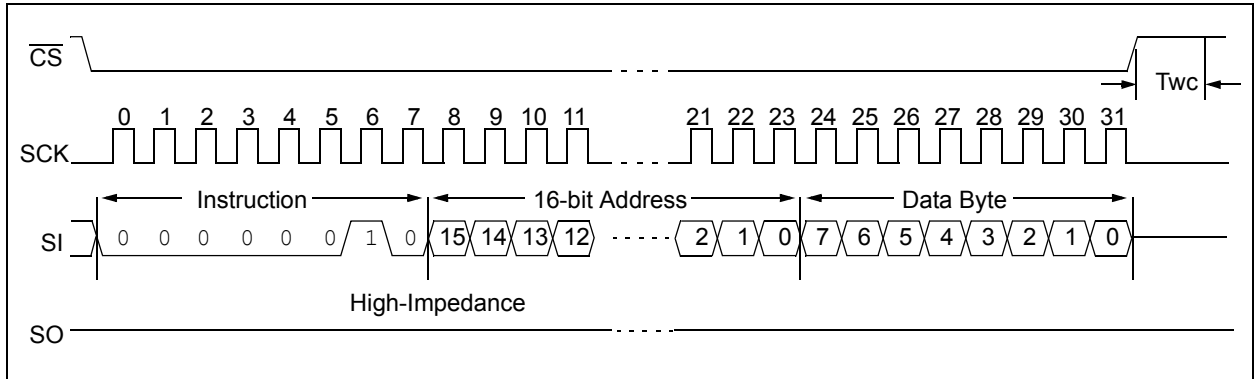 CS
Twc
0 1 2 3 4 5 6 7 8 9 10 11 21 22 23 24 25 26 27 28 29 30 31
SCK
Instruction 16-bit Address Data Byte
SI 0 0 0 0 0 0 1 0 15 14 13 12 2 1 0 7 6 5 4 3 2 1 0
High-Impedance
SO